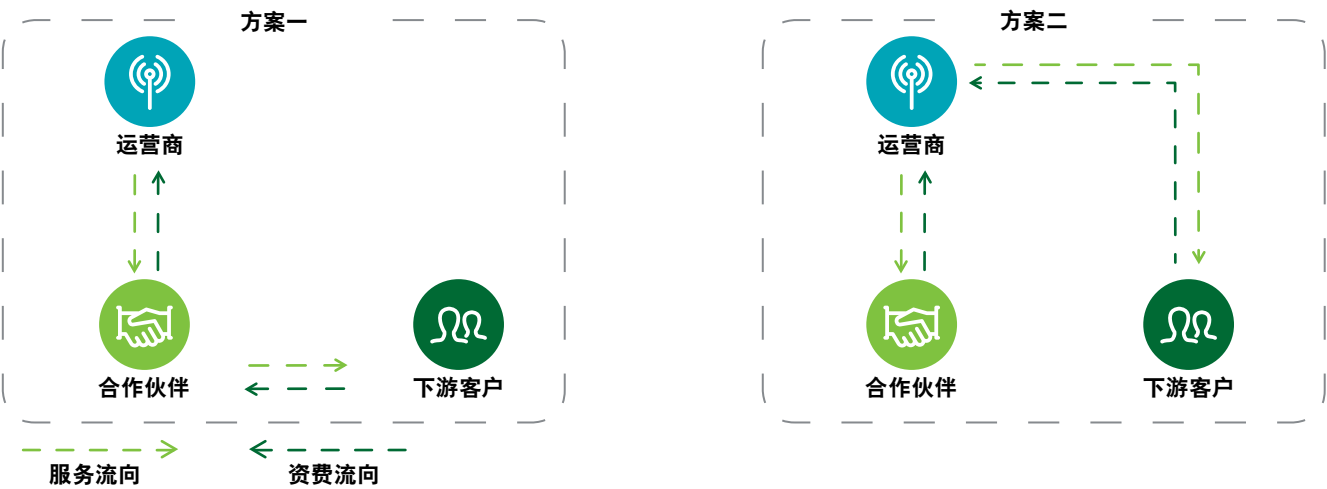 方案一
运营商
合作伙伴
下游客户
方案二
运营商
合作伙伴
下游客户
服务流向
资费流向